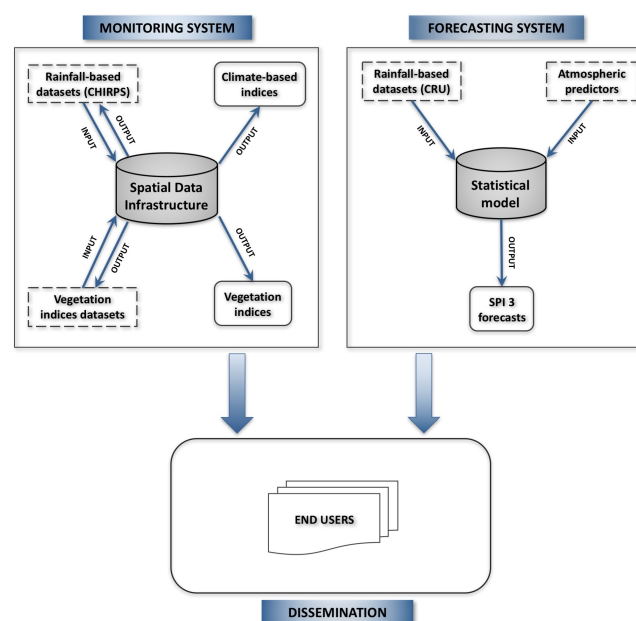 MONITORING SYSTEM
Rainfall-based
datasets (CHIRPS)
Climate-based
indices
INPUT
OUTPUT
OUTPUT
Spatial Data
Infrastructure
INPUT
OUTPUT
OUTPUT
Vegetation
indices datasets
Vegetation
indices
FORECASTING SYSTEM
Rainfall-based
datasets (CRU)
Atmospheric
predictors
INPUT
INPUT
Statistical
model
OUTPUT
SPI 3
forecasts
END USERS
DISSEMINATION